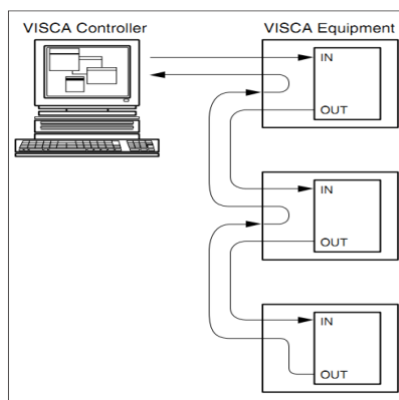 VISCA Controller
VISCA Equipment
IN
OUT
IN
OUT
IN
OUT